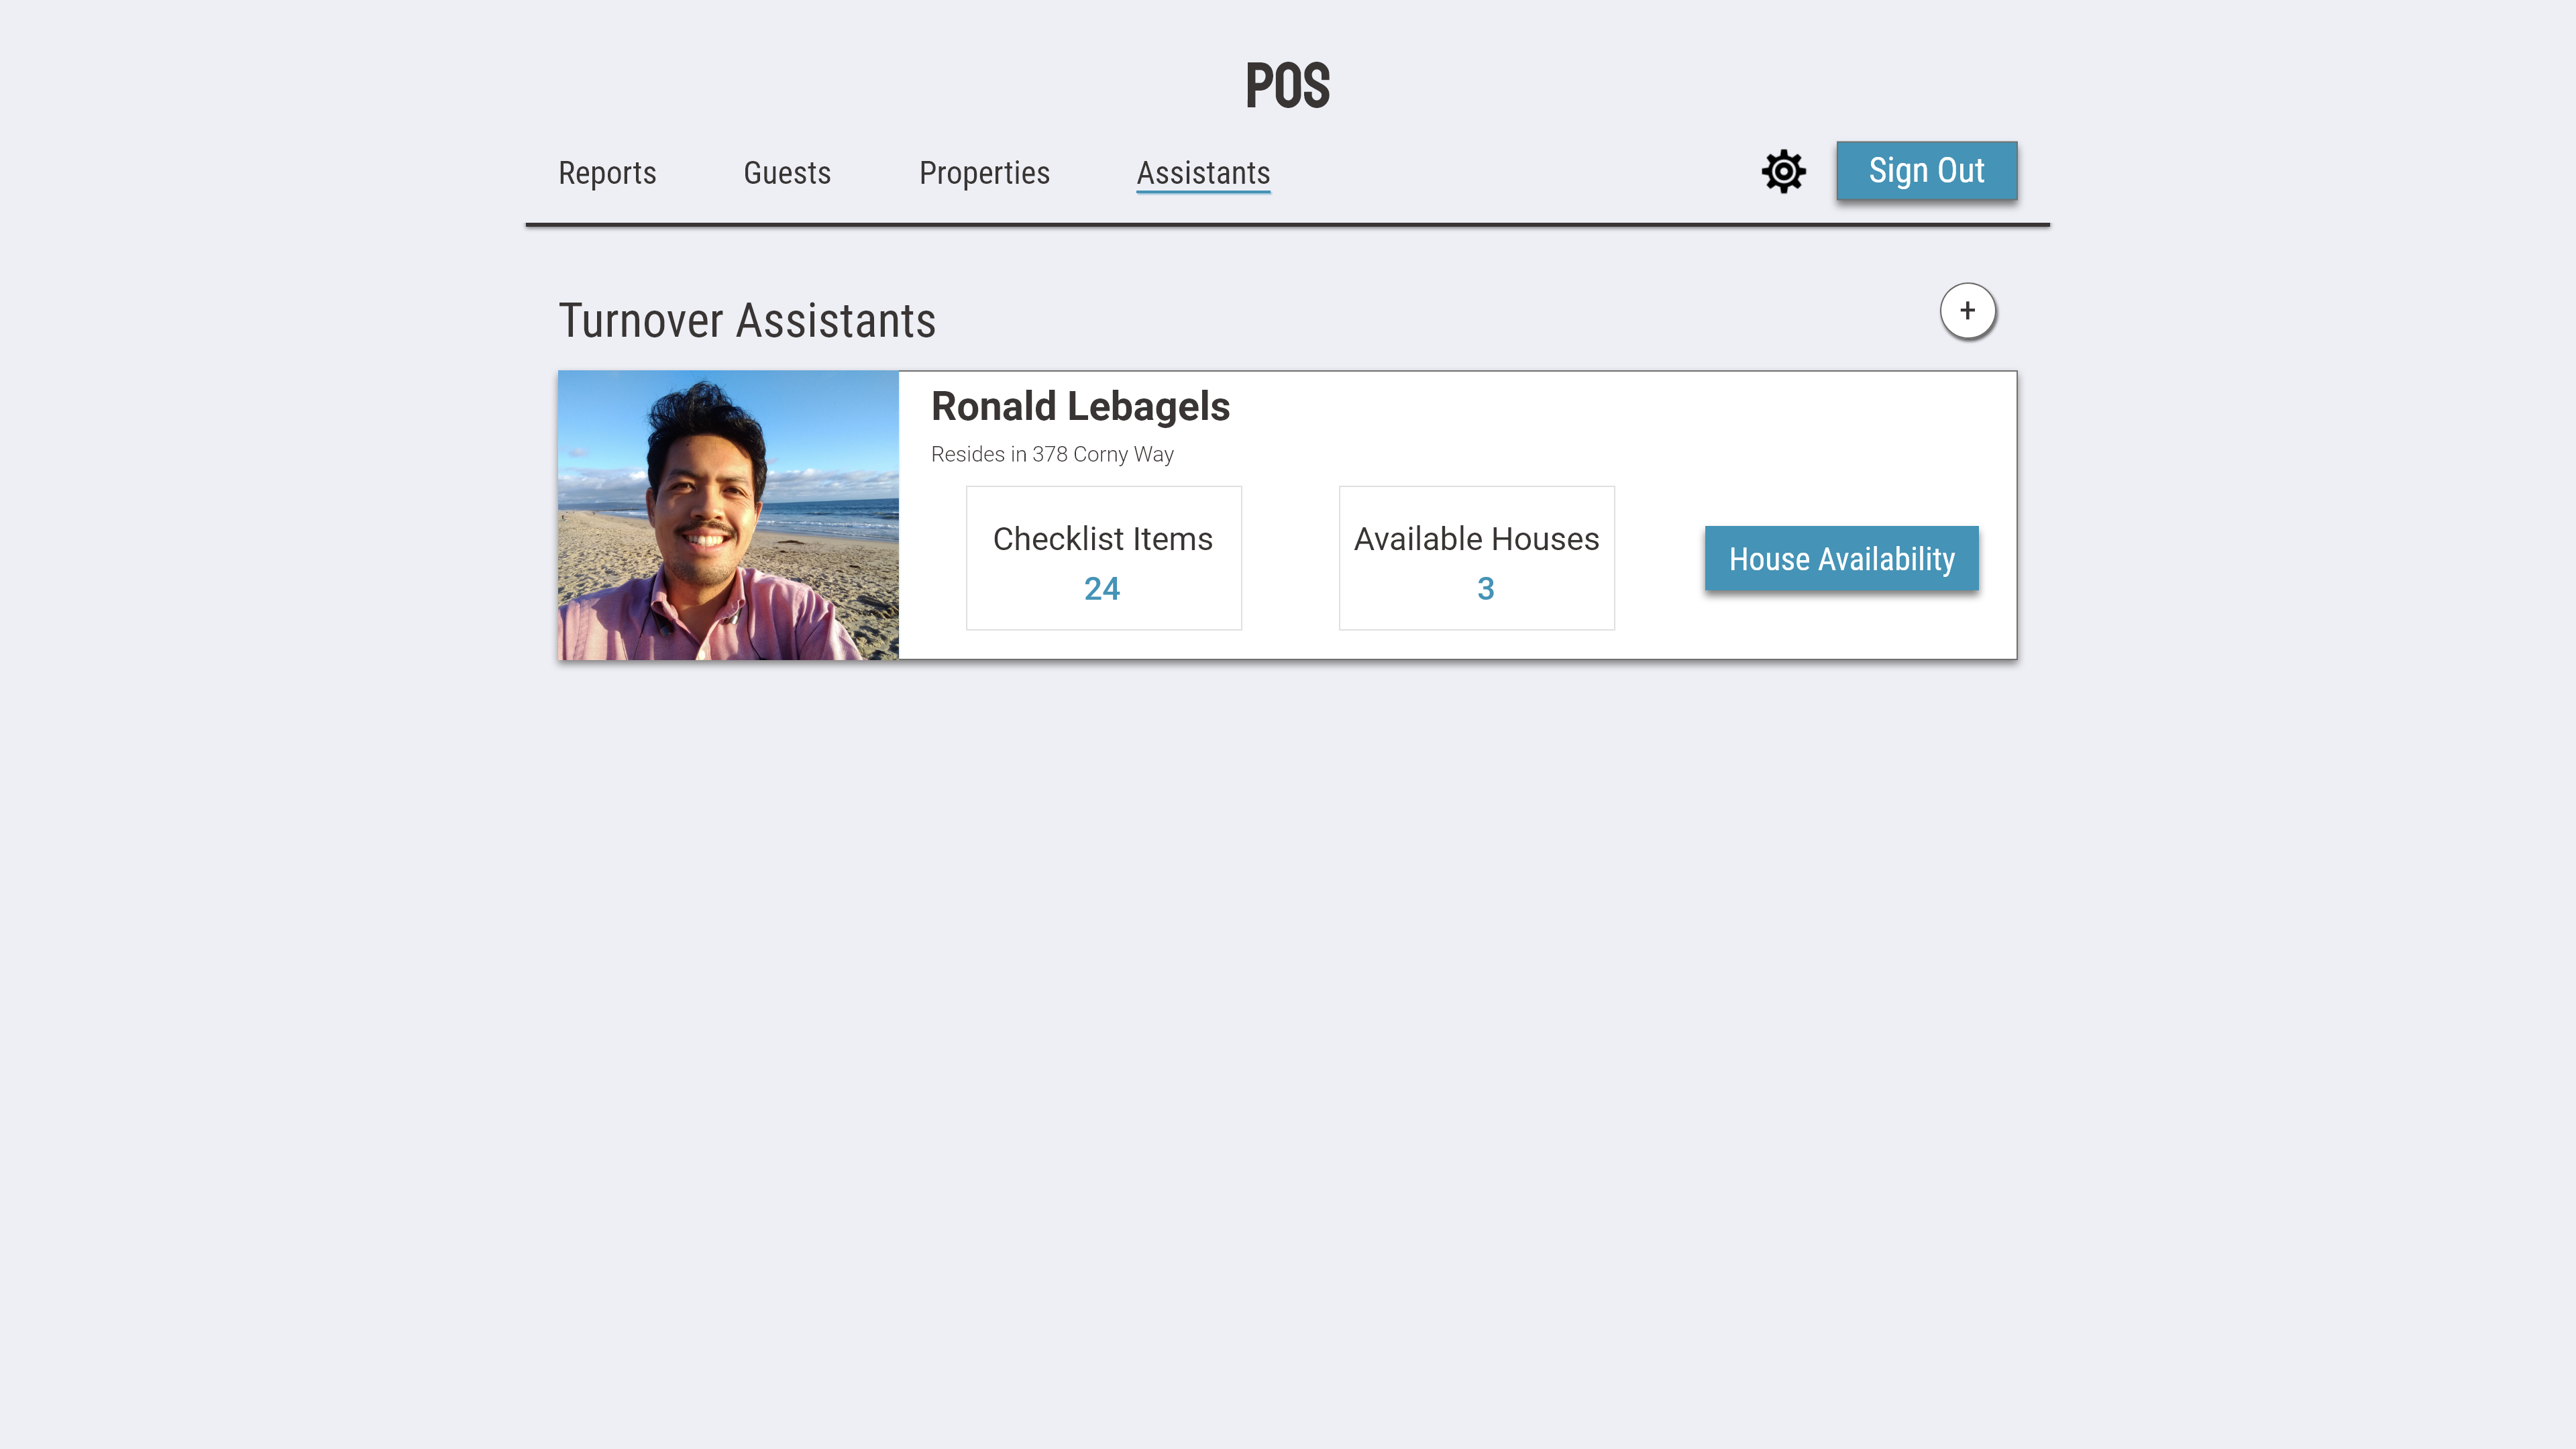 POS
Reports Guests Properties Assistants Sign Out
Turnover Assistants +
Ronald Lebagels
Resides in 378 Corny Way
Checklist Items Available Houses House Availability
24 3